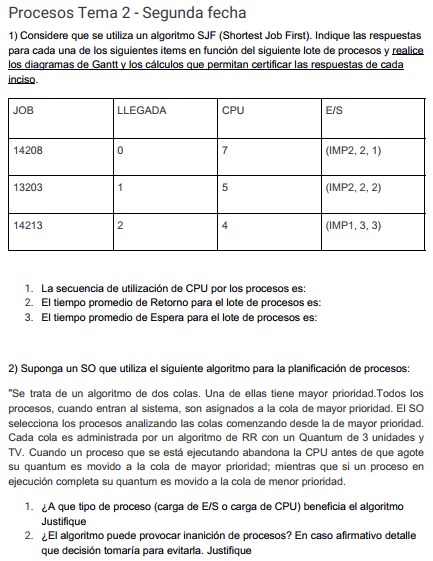 Procesos Tema 2 - Segunda fecha
1) Considere que se utiliza un algoritmo SJF (Shortest Job First). Indique las respuestas
para cada una de los siguientes items en función del siguiente lote de procesos y realice
los diagramas de Gantt y los cálculos que permitan certificar las respuestas de cada
inciso.
JOB LLEGADA CPU E/S
14208 0 7 (IMP2, 2, 1)
13203 1 5 (IMP2, 2, 2)
14213 2 4 (IMP1, 3, 3)
1. La secuencia de utilización de CPU por los procesos es:
2. El tiempo promedio de Retorno para el lote de procesos es:
3. El tiempo promedio de Espera para el lote de procesos es:
2) Suponga un SO que utiliza el siguiente algoritmo para la planificación de procesos:
"Se trata de un algoritmo de dos colas. Una de ellas tiene mayor prioridad.Todos los
procesos, cuando entran al sistema, son asignados a la cola de mayor prioridad. El SO
selecciona los procesos analizando las colas comenzando desde la de mayor prioridad.
Cada cola es administrada por un algoritmo de RR con un Quantum de 3 unidades y
TV. Cuando un proceso que se está ejecutando abandona la CPU antes de que agote
su quantum es movido a la cola de mayor prioridad; mientras que si un proceso en
ejecución completa su quantum es movido a la cola de menor prioridad.
1. ¿A que tipo de proceso (carga de E/S o carga de CPU) beneficia el algoritmo
Justifique
2. ¿El algoritmo puede provocar inanición de procesos? En caso afirmativo detalle
que decisión tomaría para evitarla. Justifique